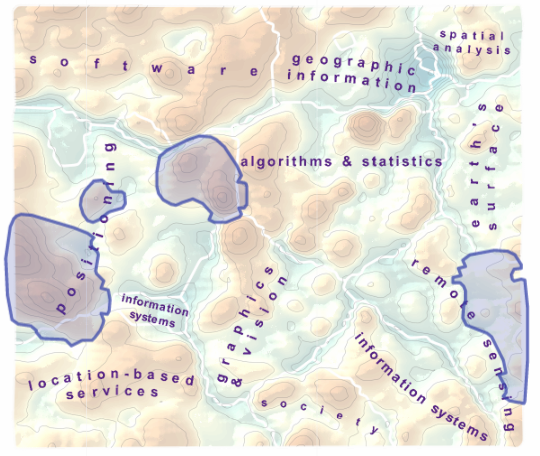 spatial
analysis
software
geographic
information
earth's
surface
algorithms & statistics
positioning
remote sensing
information
systems
graphics
& vision
information systems
location-based
services
society